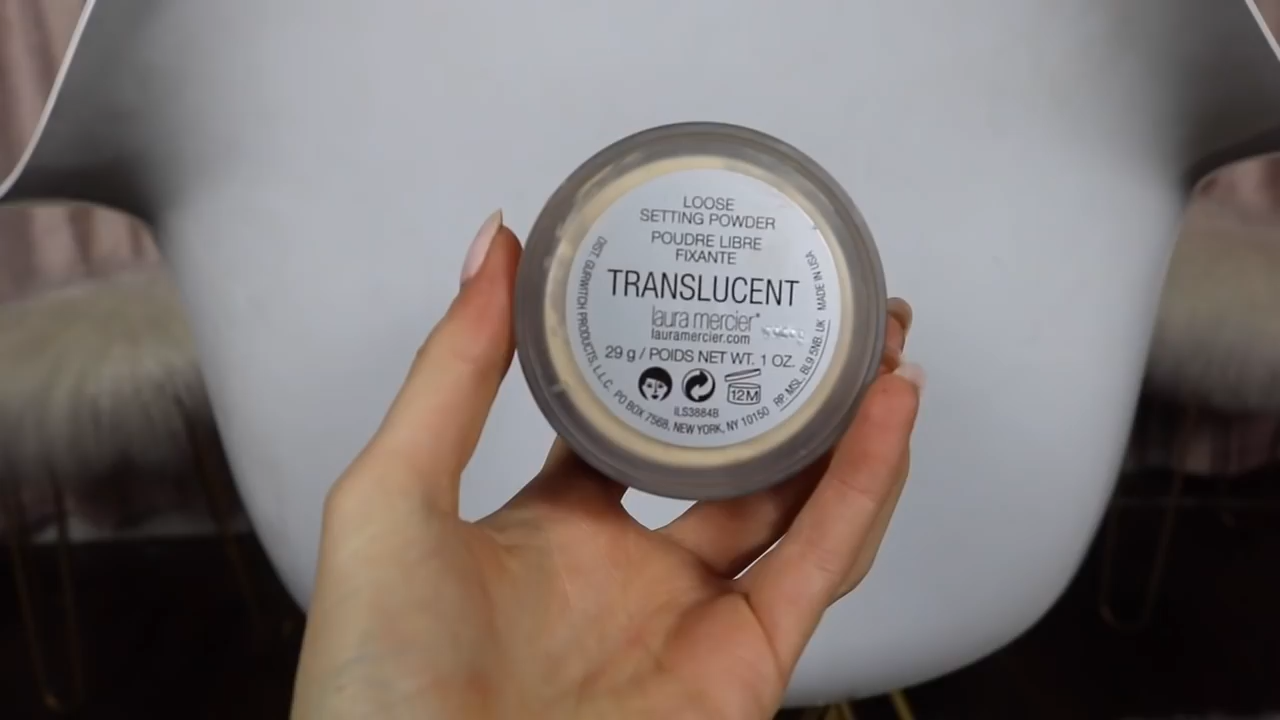 LOOSE
SETTING POWDER
POUDRE LIBRE
FIXANTE
TRANSLUCENT
laura mercier®
lauramercier.com
29 g / POIDS NET WT. 1 OZ.
12M
ILS3884B
DIST. GURWITCH PRODUCTS, L.L.C. PO BOX 7568, NEW YORK, NY 10150
RP. MSL. BL9 5NB. UK MADE IN USA